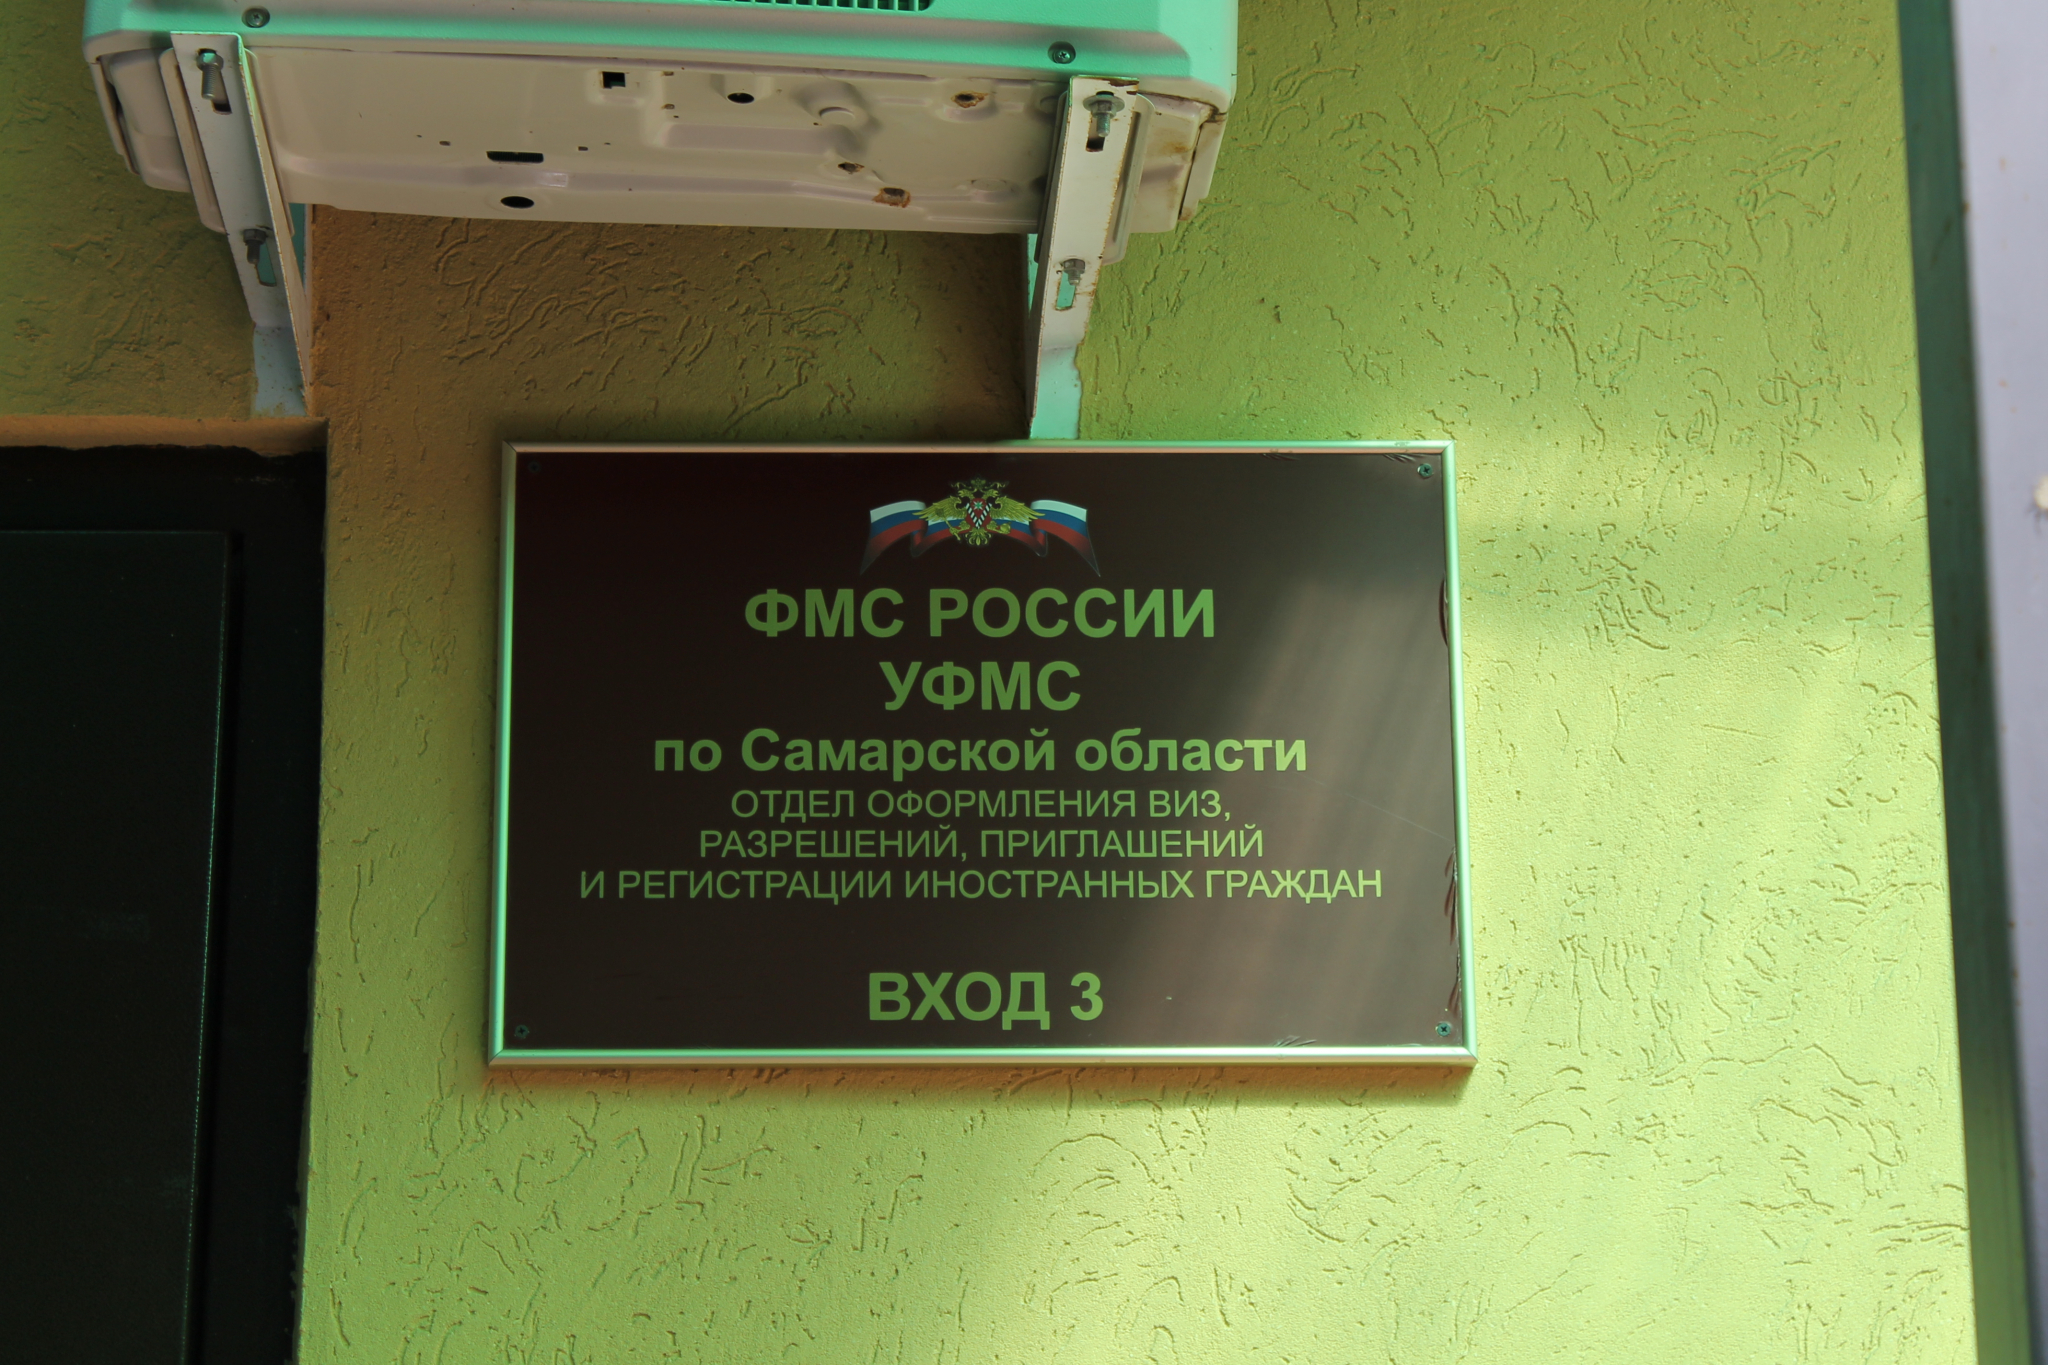 ФМС РОССИИ
УФМС
по Самарской области
ОТДЕЛ ОФОРМЛЕНИЯ ВИЗ,
РАЗРЕШЕНИЙ, ПРИГЛАШЕНИЙ
И РЕГИСТРАЦИИ ИНОСТРАННЫХ ГРАЖДАН
ВХОД 3